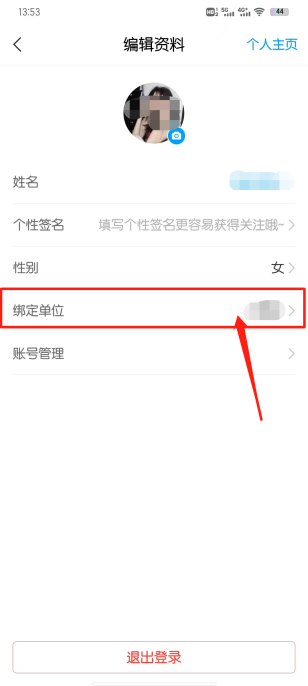 13:53
编辑资料
个人主页
姓名
个性签名 填写个性签名更容易获得关注哦~
性别 女
绑定单位
账号管理
退出登录